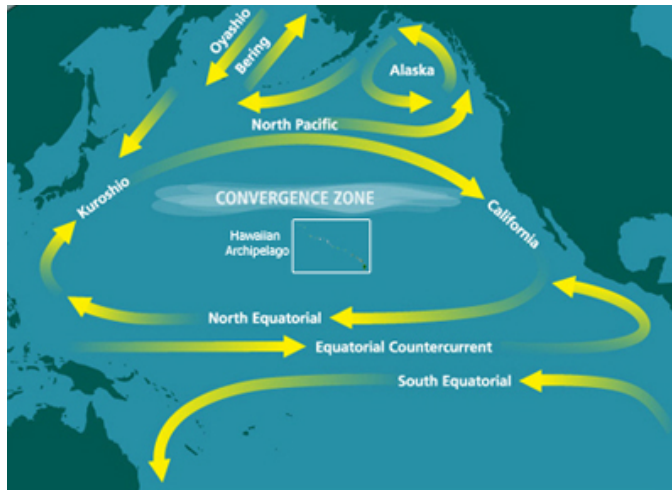 Oyashio
Bering
Alaska
North Pacific
Kuroshio
CONVERGENCE ZONE
California
Hawaiian
Archipelago
North Equatorial
Equatorial Countercurrent
South Equatorial